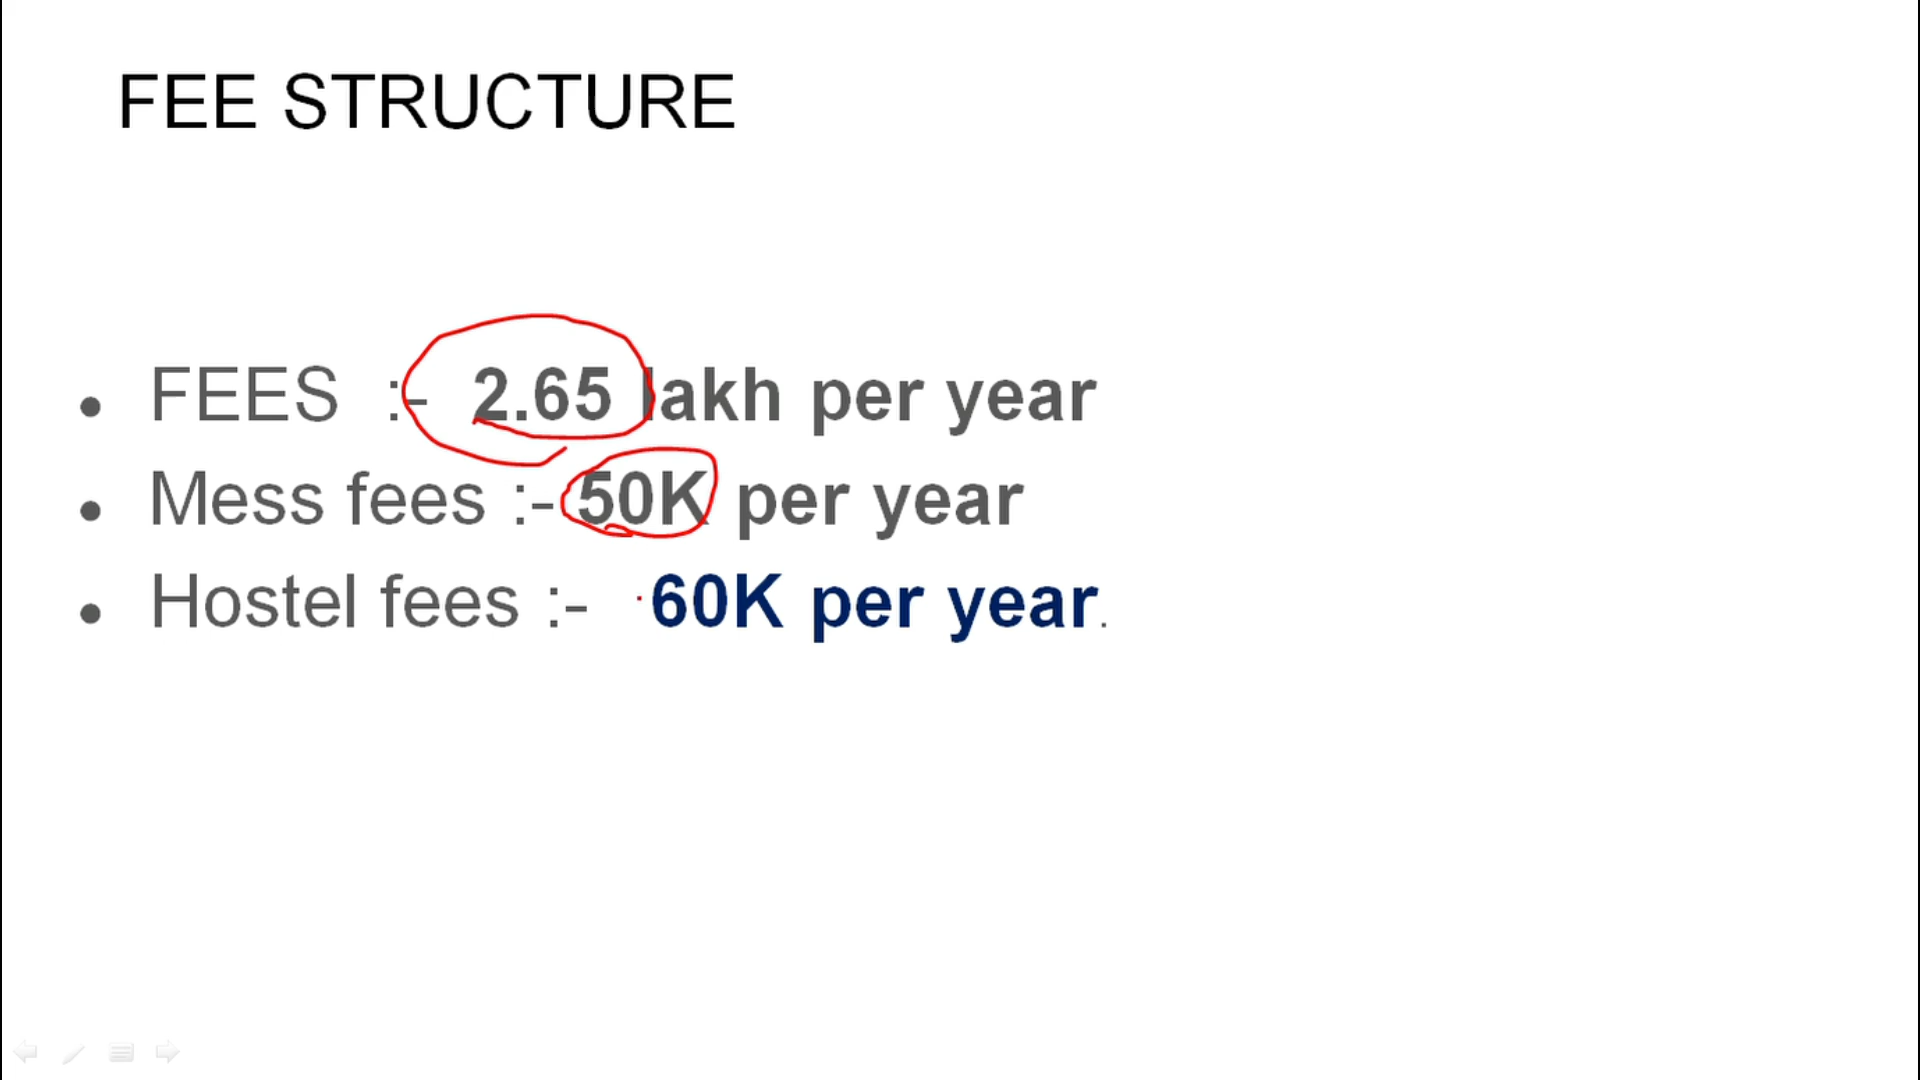 FEE STRUCTURE
• FEES :- 2.65 lakh per year
• Mess fees :- 50K per year
• Hostel fees :- 60K per year.